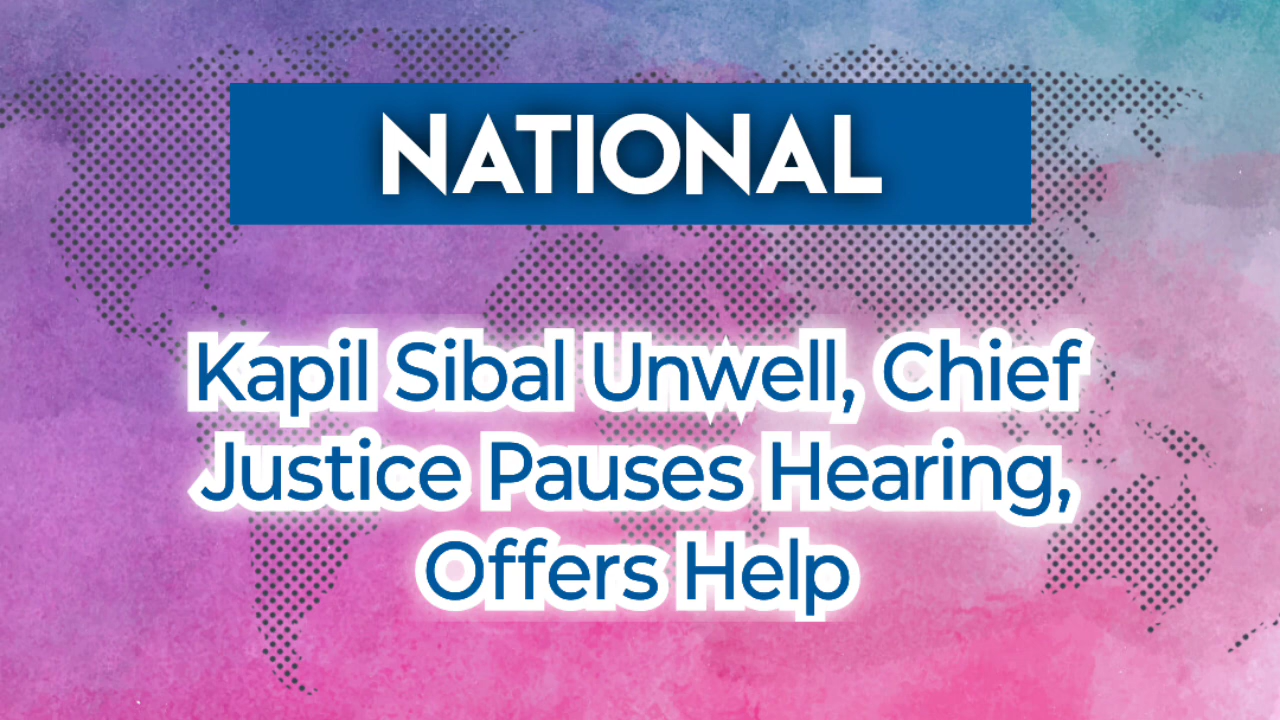 NATIONAL
Kapil Sibal Unwell, Chief
Justice Pauses Hearing,
Offers Help